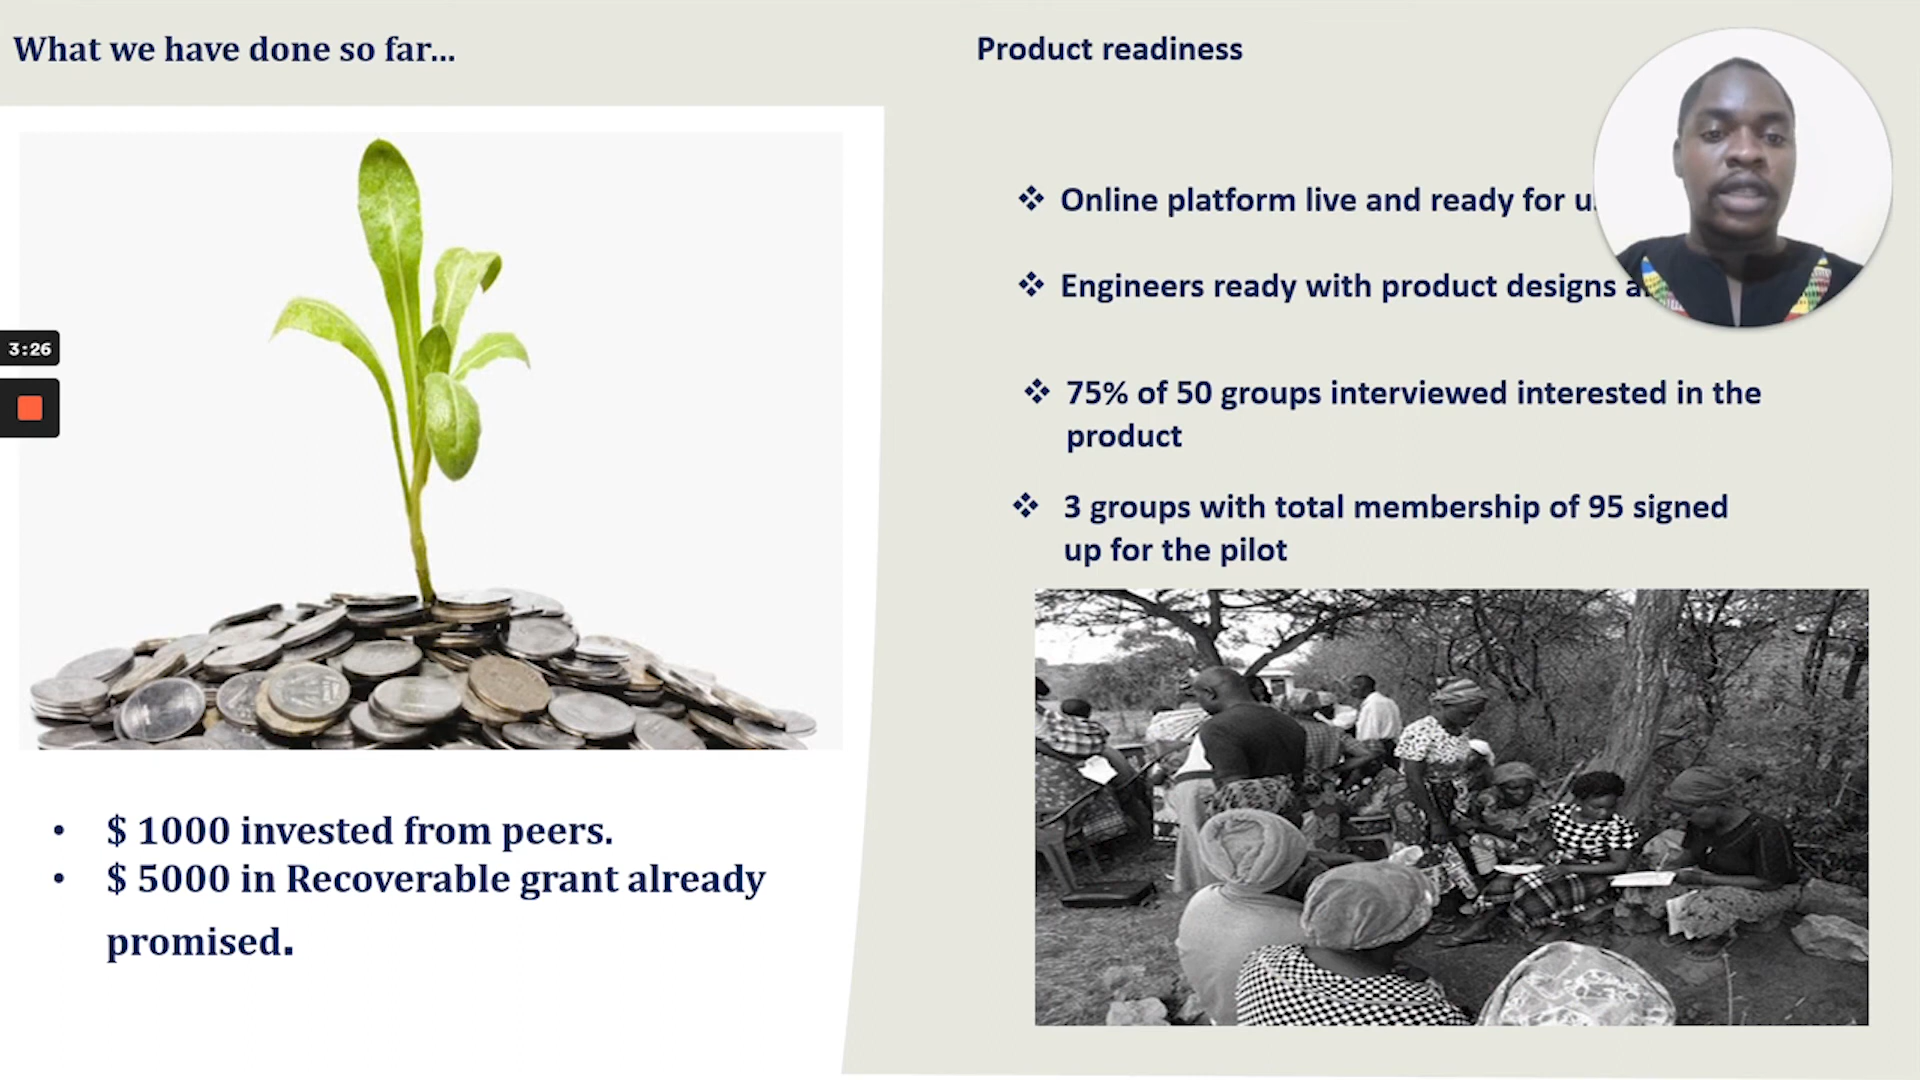 What we have done so far...
Product readiness
3:26
❖ Online platform live and ready for
❖ Engineers ready with product designs
❖ 75% of 50 groups interviewed interested in the
product
❖ 3 groups with total membership of 95 signed
up for the pilot
• $ 1000 invested from peers.
• $ 5000 in Recoverable grant already
promised.